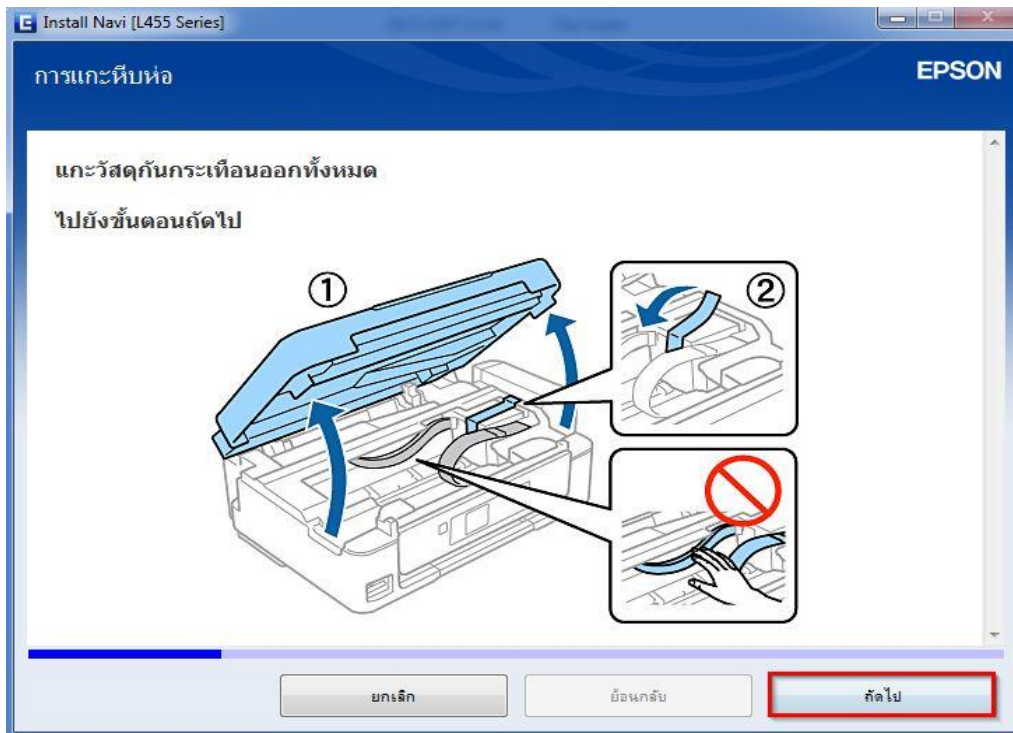 Install Navi [L455 Series]
การแกะหีบห่อ
EPSON
แกะวัสดุกันกระเทือนออกทั้งหมด
ไปยังขั้นตอนถัดไป
①
②
ยกเลิก
ย้อนกลับ
ถัดไป